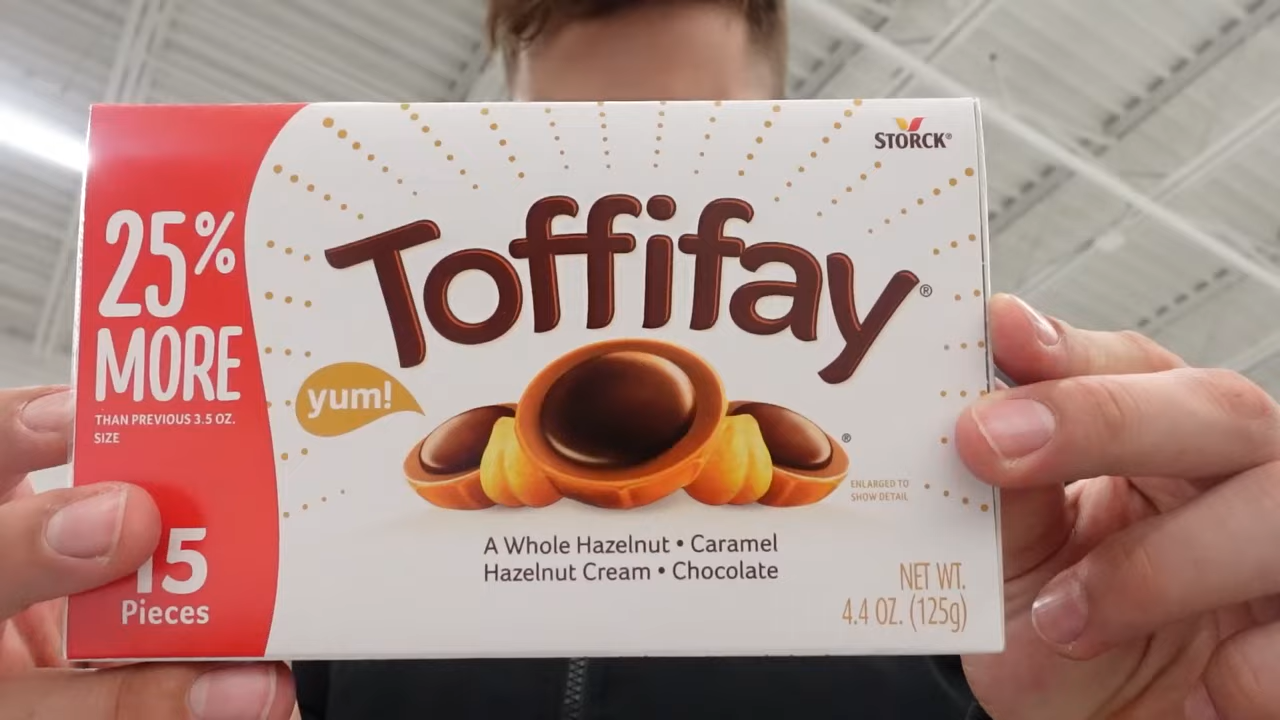 STORCK®
25%
MORE
THAN PREVIOUS 3.5 OZ.
SIZE
Toffifay®
yum!
®
ENLARGED TO
SHOW DETAIL
A Whole Hazelnut • Caramel
Hazelnut Cream • Chocolate
15
Pieces
NET WT.
4.4 OZ. (125g)